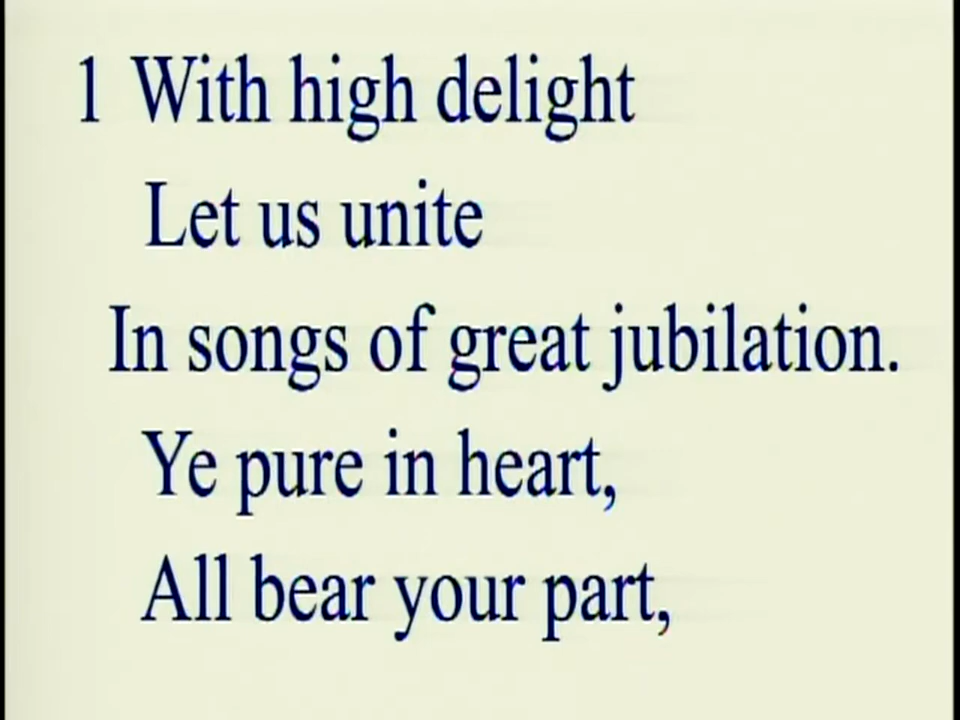 1 With high delight
Let us unite
In songs of great jubilation.
Ye pure in heart,
All bear your part,